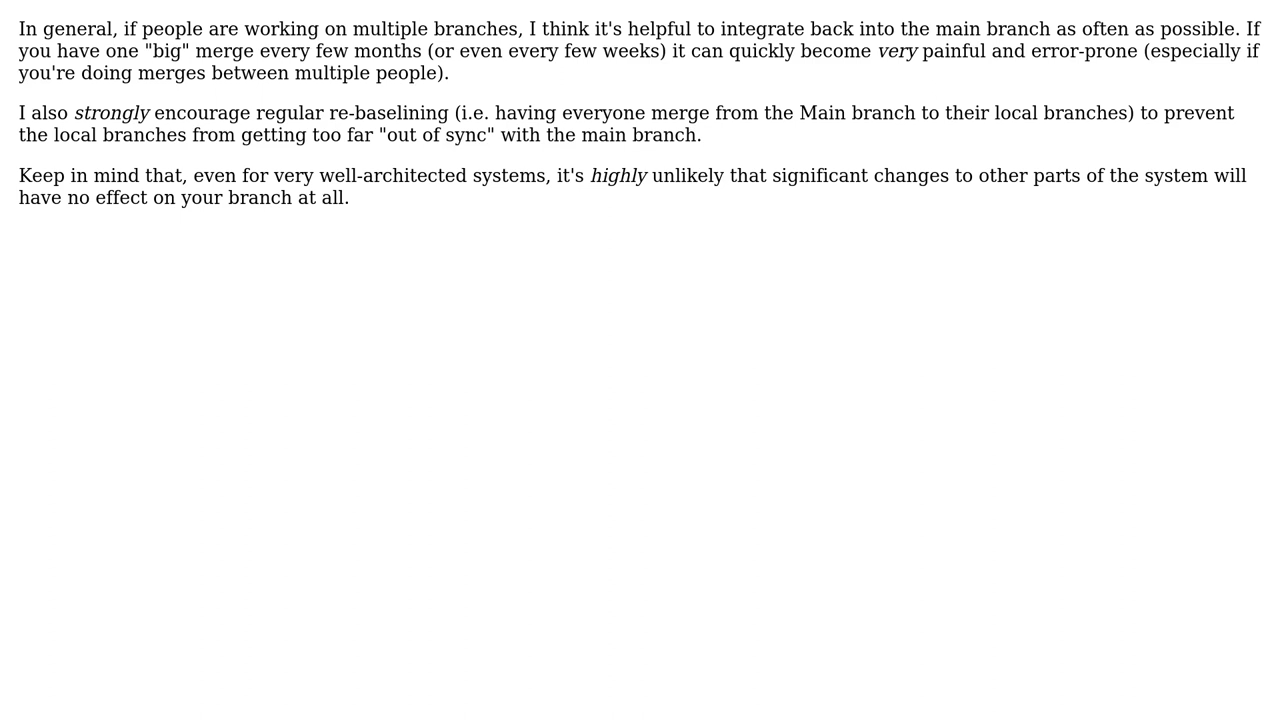 In general, if people are working on multiple branches, I think it's helpful to integrate back into the main branch as often as possible. If
you have one "big" merge every few months (or even every few weeks) it can quickly become very painful and error-prone (especially if
you're doing merges between multiple people).
I also strongly encourage regular re-baselining (i.e. having everyone merge from the Main branch to their local branches) to prevent
the local branches from getting too far "out of sync" with the main branch.
Keep in mind that, even for very well-architected systems, it's highly unlikely that significant changes to other parts of the system will
have no effect on your branch at all.